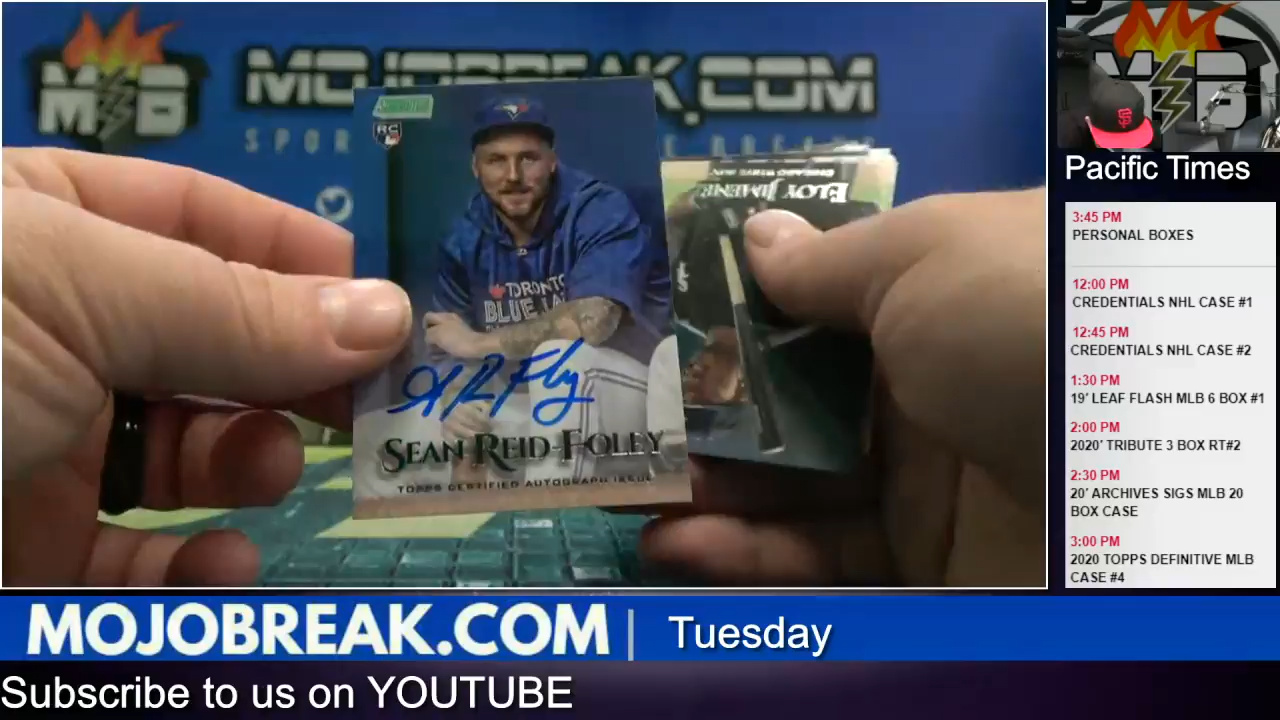 MB
MOJOBREAK.COM
SPOR
STADIUM CLUB
RC
TORONTO
BLUE JA
SEAN REID-FOLEY
TOPPS CERTIFIED AUTOGRAPH ISSUE
ELOY JIMENE
Pacific Times
3:45 PM
PERSONAL BOXES
12:00 PM
CREDENTIALS NHL CASE #1
12:45 PM
CREDENTIALS NHL CASE #2
1:30 PM
19' LEAF FLASH MLB 6 BOX #1
2:00 PM
2020' TRIBUTE 3 BOX RT#2
2:30 PM
20' ARCHIVES SIGS MLB 20
BOX CASE
3:00 PM
2020 TOPPS DEFINITIVE MLB
CASE #4
MOJOBREAK.COM | Tuesday
Subscribe to us on YOUTUBE